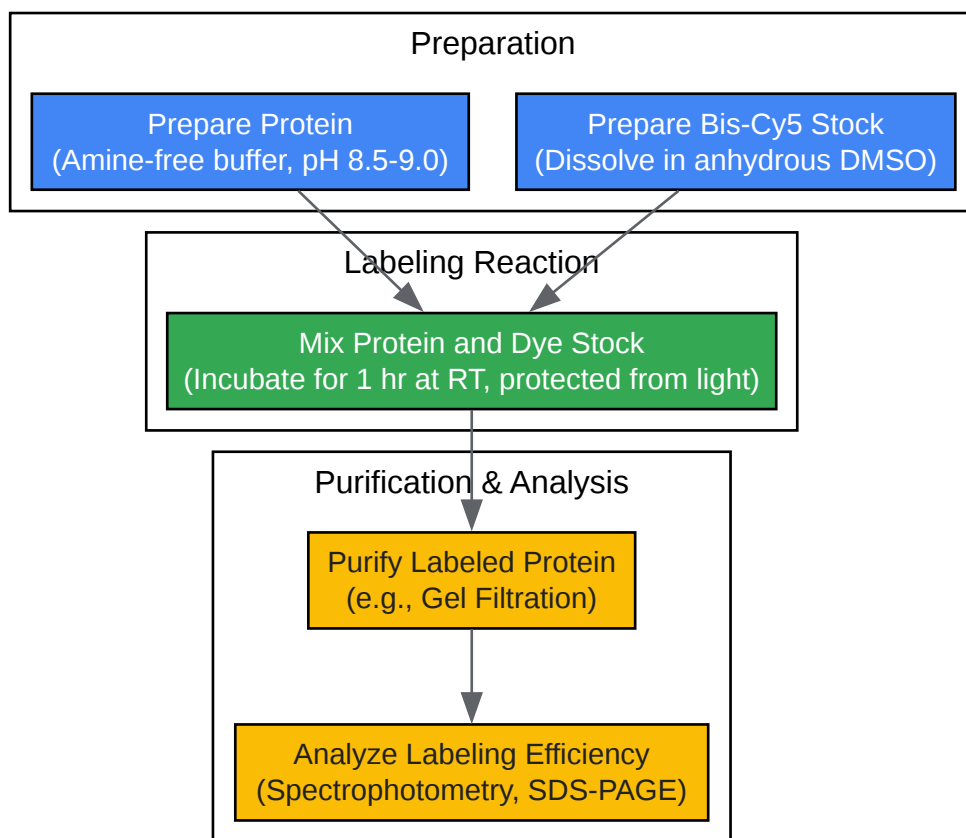 Preparation
Prepare Protein
(Amine-free buffer, pH 8.5-9.0)
Prepare Bis-Cy5 Stock
(Dissolve in anhydrous DMSO)
Labeling Reaction
Mix Protein and Dye Stock
(Incubate for 1 hr at RT, protected from light)
Purification & Analysis
Purify Labeled Protein
(e.g., Gel Filtration)
Analyze Labeling Efficiency
(Spectrophotometry, SDS-PAGE)